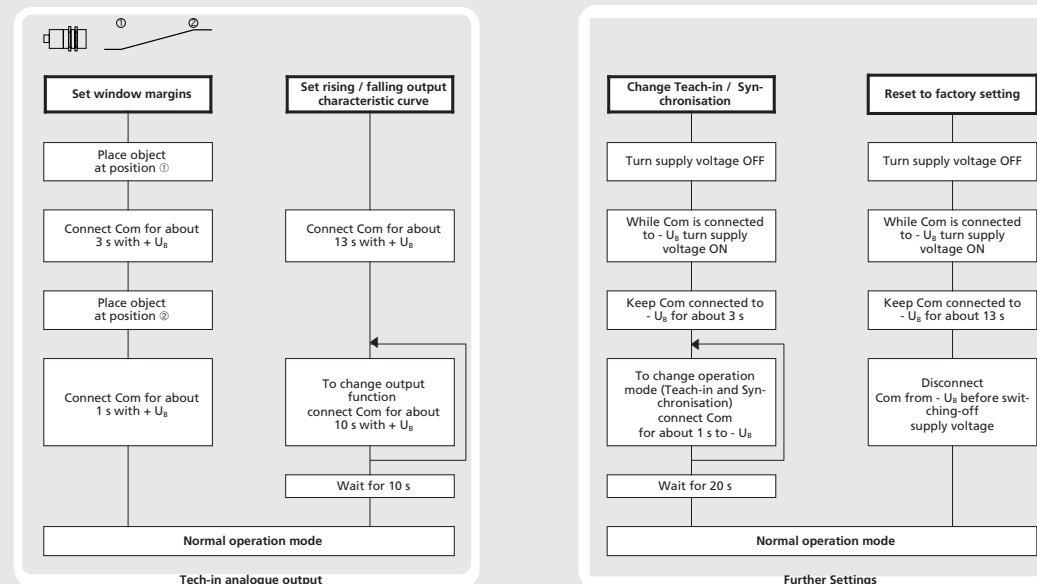 ① ②
Set window margins
Place object
at position ①
Connect Com for about
3 s with + UB
Place object
at position ②
Connect Com for about
1 s with + UB
Set rising / falling output
characteristic curve
Connect Com for about
13 s with + UB
To change output
function
connect Com for about
10 s with + UB
Wait for 10 s
Normal operation mode
Tech-in analogue output
Change Teach-in / Syn-
chronisation
Turn supply voltage OFF
While Com is connected
to - UB turn supply
voltage ON
Keep Com connected to
- UB for about 3 s
To change operation
mode (Teach-in and Syn-
chronisation)
connect Com
for about 1 s to - UB
Wait for 20 s
Reset to factory setting
Turn supply voltage OFF
While Com is connected
to - UB turn supply
voltage ON
Keep Com connected to
- UB for about 13 s
Disconnect
Com from - UB before swit-
ching-off
supply voltage
Normal operation mode
Further Settings